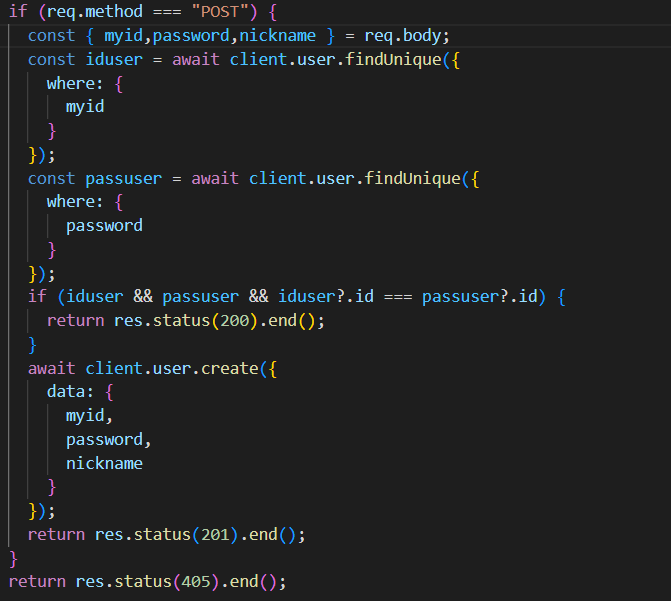 if (req.method === "POST") {
  const { myid,password,nickname } = req.body;
  const iduser = await client.user.findUnique({
    where: {
      myid
    }
  });
  const passuser = await client.user.findUnique({
    where: {
      password
    }
  });
  if (iduser && passuser && iduser?.id === passuser?.id) {
    return res.status(200).end();
  }
  await client.user.create({
    data: {
      myid,
      password,
      nickname
    }
  });
  return res.status(201).end();
}
return res.status(405).end();